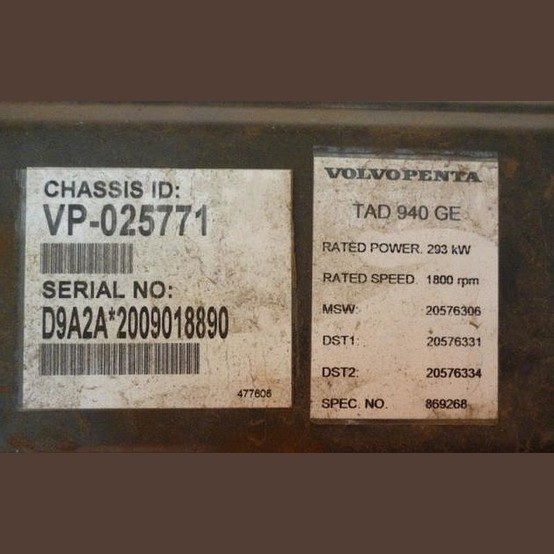 CHASSIS ID:
VP-025771
SERIAL NO:
D9A2A*2009018890
477606
VOLVO PENTA
TAD 940 GE
RATED POWER. 293 kW
RATED SPEED. 1800 rpm
MSW: 20576306
DST1: 20576331
DST2: 20576334
SPEC. NO. 869268